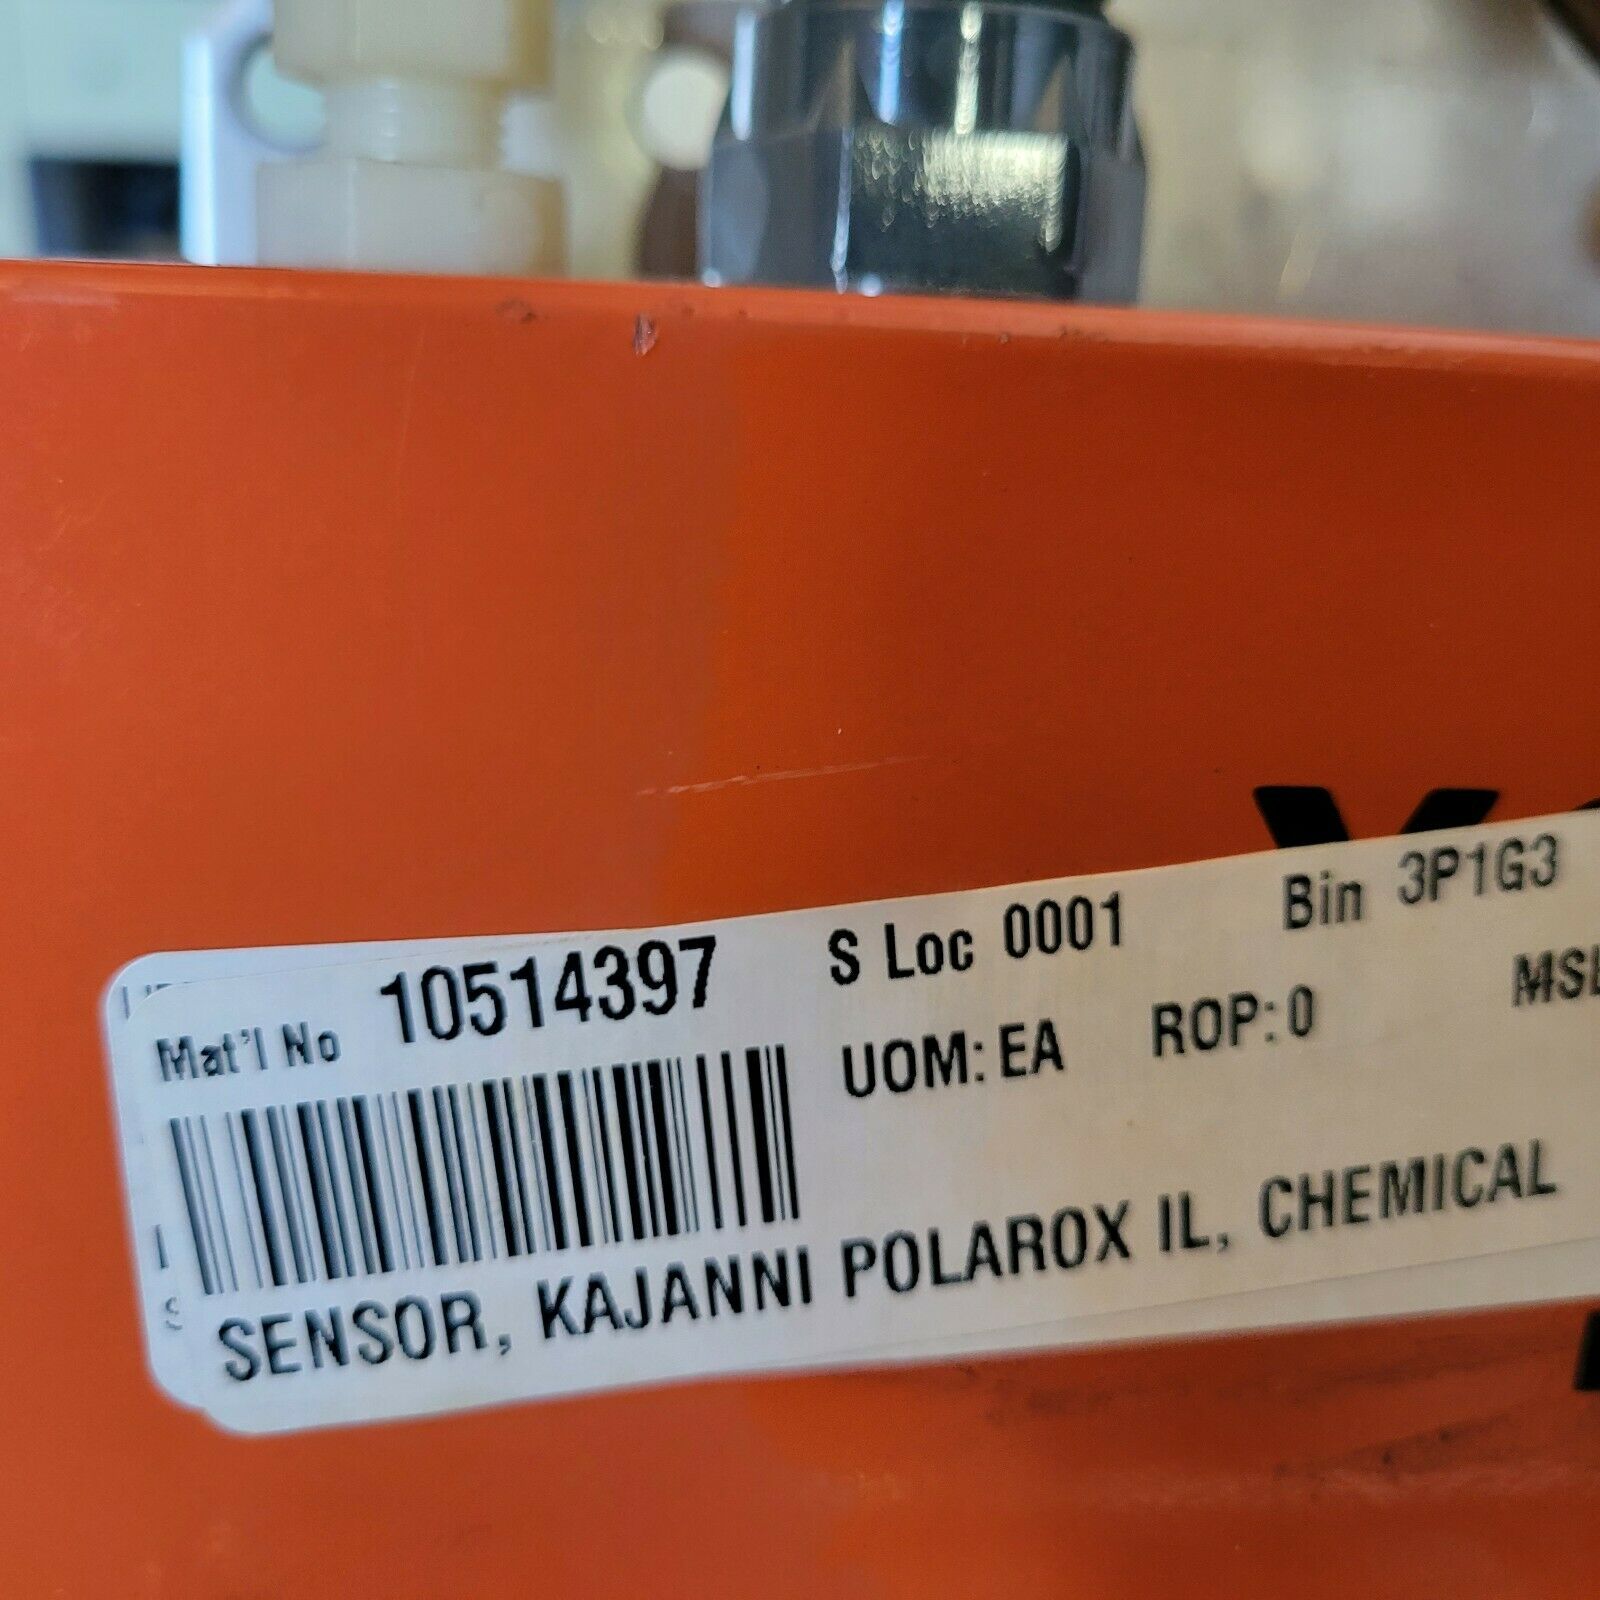 Mat'l No 10514397 S Loc 0001 Bin 3P1G3
UOM: EA ROP: 0
SENSOR, KAJANNI POLAROX IL, CHEMICAL